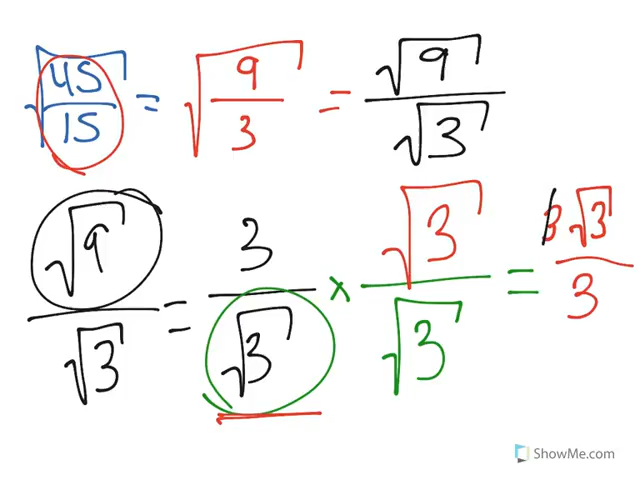 √(45/15) = √(9/3) = √9/√3
√9/√3 = 3/√3 × √3/√3 = 3√3/3
ShowMe.com